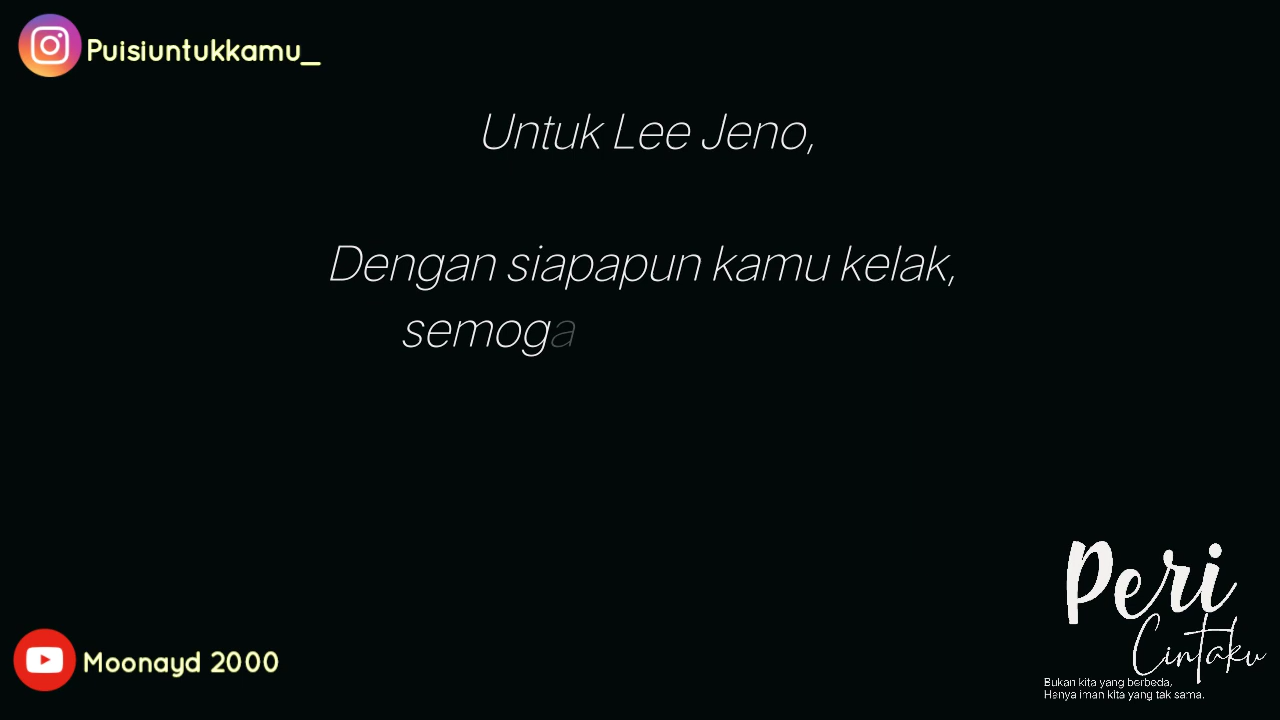 Puisiuntukkamu_
Untuk Lee Jeno,
Dengan siapapun kamu kelak,
semoga
Moonayd 2000
Peri
Cintaku
Bukan kita yang berbeda,
Hanya iman kita yang tak sama.